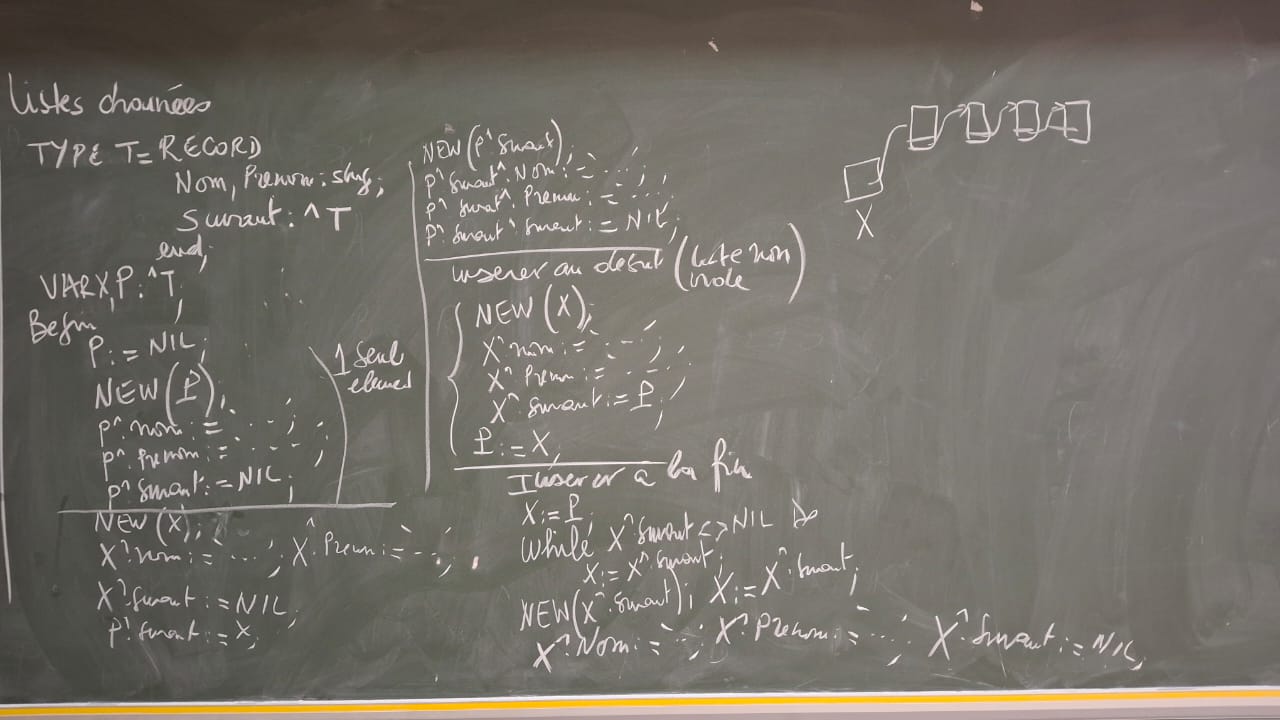 Listes chainées
TYPE T = RECORD
Nom, Prenom : string;
Suivant : ^T
end;
VAR X, P : ^T;
Begin
P := NIL;
NEW(P);
P^.nom := '...';
P^.Prenom := '...';
P^.Suivant := NIL;
1 seul
element
NEW(X);
X^.nom := '...'; X^.Prenom := '...';
X^.Suivant := NIL;
P^.Suivant := X;
NEW(P^.Suivant);
P^.Suivant^.Nom := '...';
P^.Suivant^.Prenom := '...';
P^.Suivant^.Suivant := NIL;
inserer au debut (liste non
vide)
NEW(X);
X^.nom := '...';
X^.Prenom := '...';
X^.Suivant := P;
P := X;
Inserer a la fin
X := P;
While X^.Suivant <> NIL Do
X := X^.Suivant;
NEW(X^.Suivant); X := X^.Suivant;
X^.Nom := '...'; X^.Prenom := '...'; X^.Suivant := NIL;
X